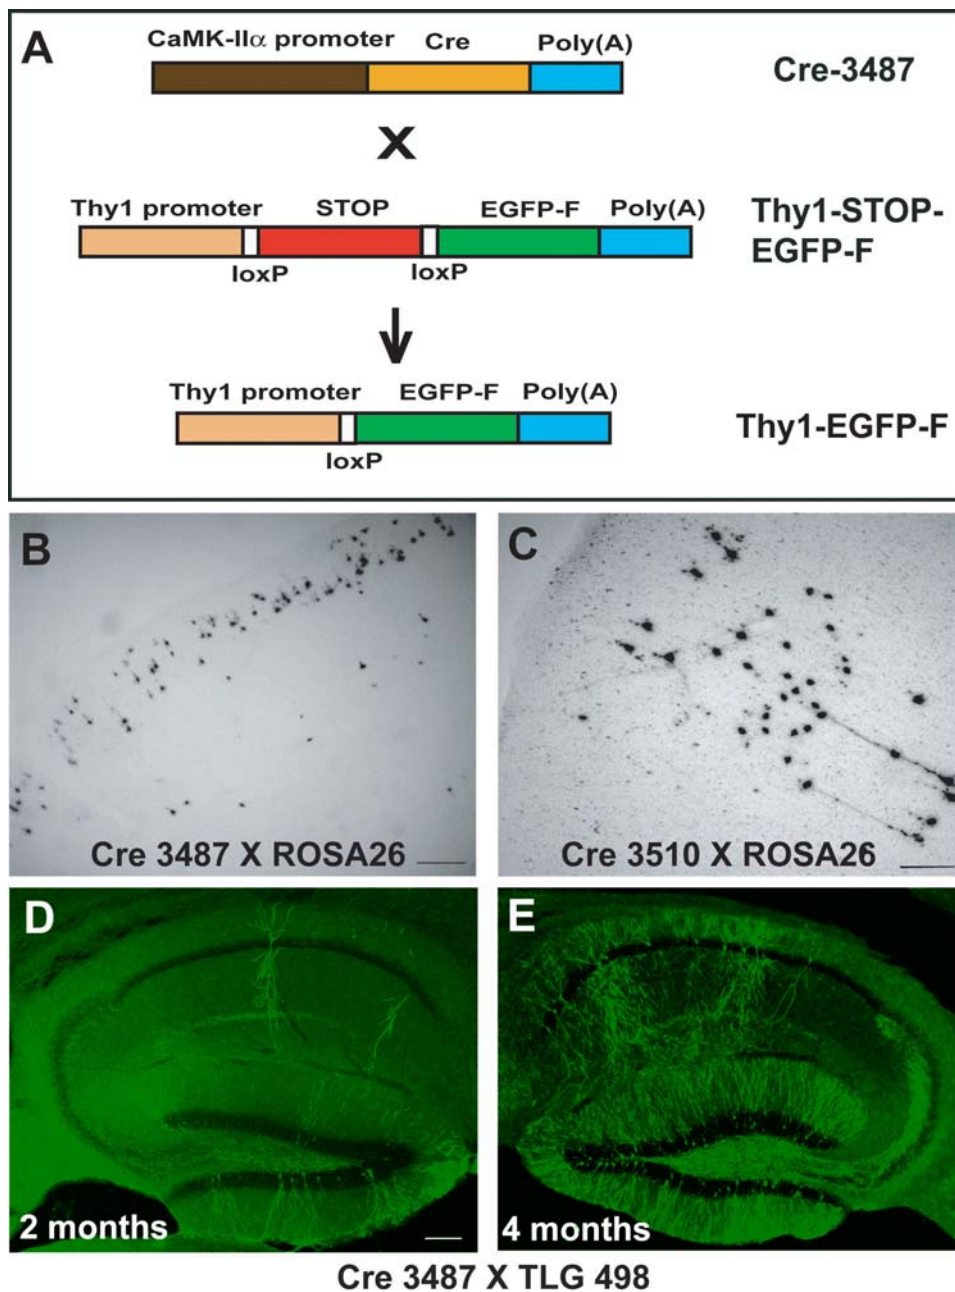 A
CaMK-IIα promoter Cre Poly(A)
Cre-3487
X
Thy1 promoter STOP EGFP-F Poly(A)
Thy1-STOP-
EGFP-F
loxP loxP
Thy1 promoter EGFP-F Poly(A)
Thy1-EGFP-F
loxP
B
Cre 3487 X ROSA26
C
Cre 3510 X ROSA26
D
2 months
E
4 months
Cre 3487 X TLG 498